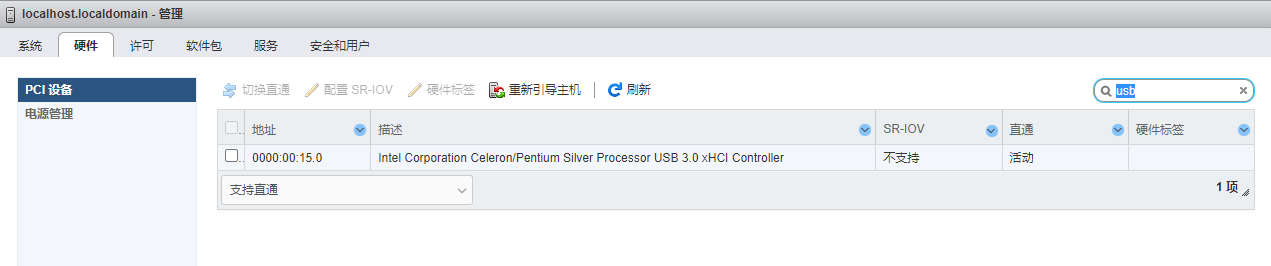 localhost.localdomain - 管理
系统 硬件 许可 软件包 服务 安全和用户
PCI 设备
电源管理
切换直通 配置 SR-IOV 硬件标签 重新引导主机 刷新 usb
地址 描述 SR-IOV 直通 硬件标签
0000:00:15.0 Intel Corporation Celeron/Pentium Silver Processor USB 3.0 xHCI Controller 不支持 活动
支持直通 1 项